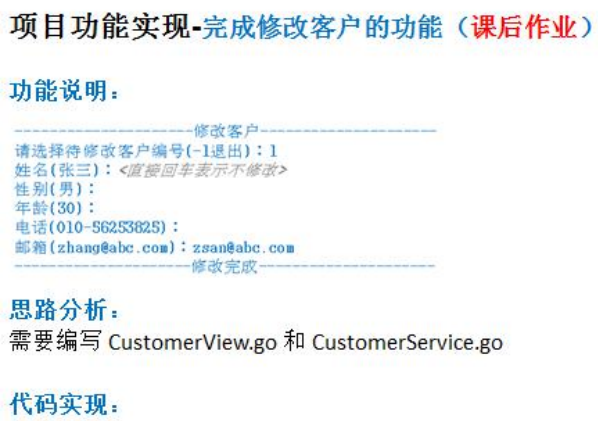 项目功能实现-完成修改客户的功能（课后作业）
功能说明：
---------------------修改客户---------------------
请选择待修改客户编号(-1退出)：1
姓名(张三)：<直接回车表示不修改>
性别(男)：
年龄(30)：
电话(010-56253825)：
邮箱(zhang@abc.com)：zsan@abc.com
---------------------修改完成---------------------
思路分析：
需要编写 CustomerView.go 和 CustomerService.go
代码实现：